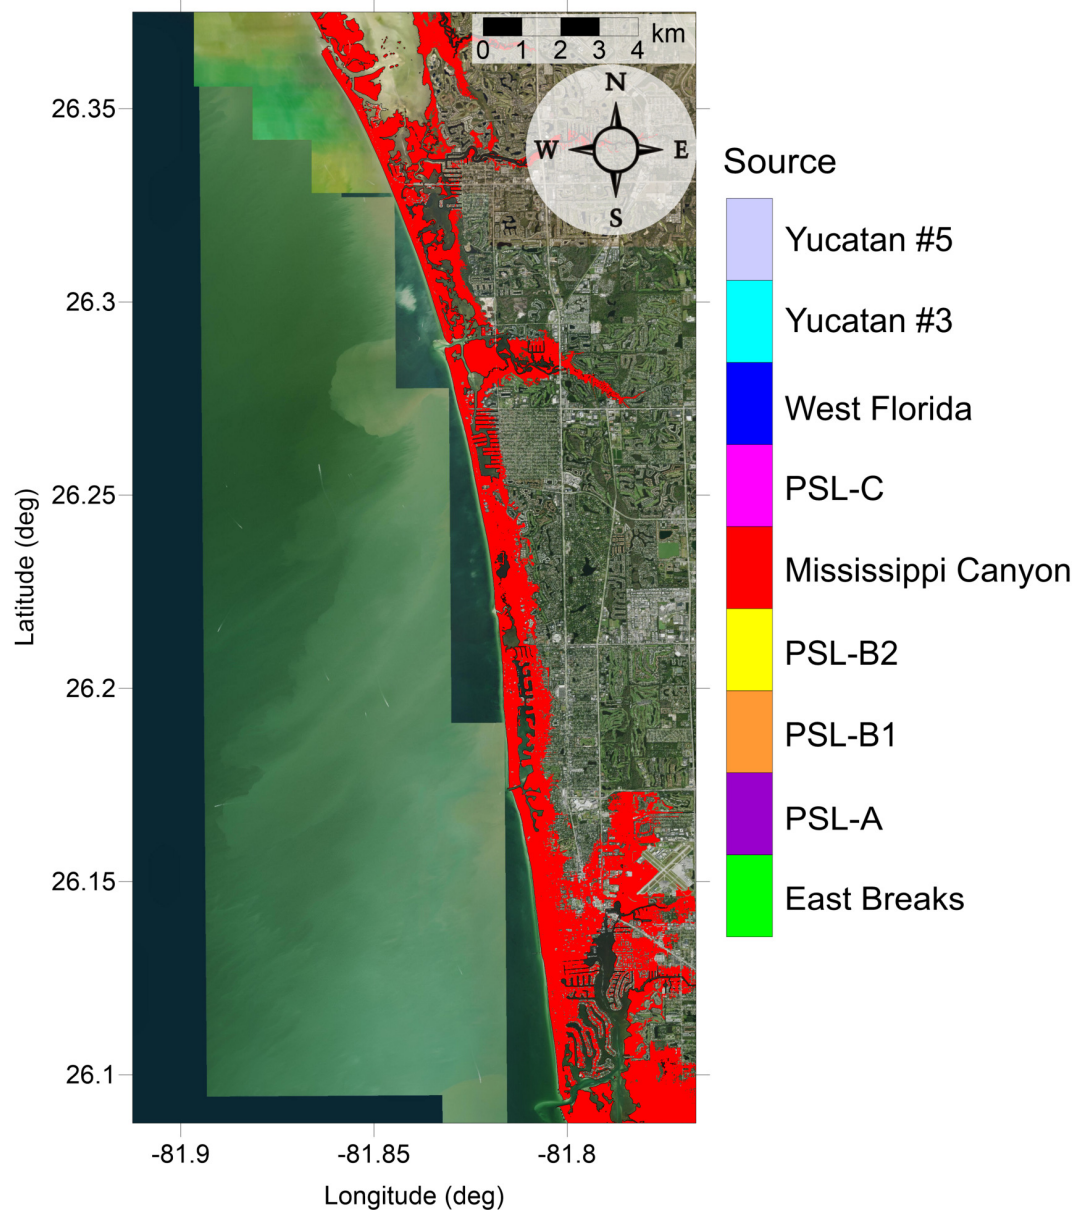 0 1 2 3 4 km
N
W E
S
26.35
26.3
26.25
26.2
26.15
26.1
Latitude (deg)
-81.9 -81.85 -81.8
Longitude (deg)
Source
Yucatan #5
Yucatan #3
West Florida
PSL-C
Mississippi Canyon
PSL-B2
PSL-B1
PSL-A
East Breaks